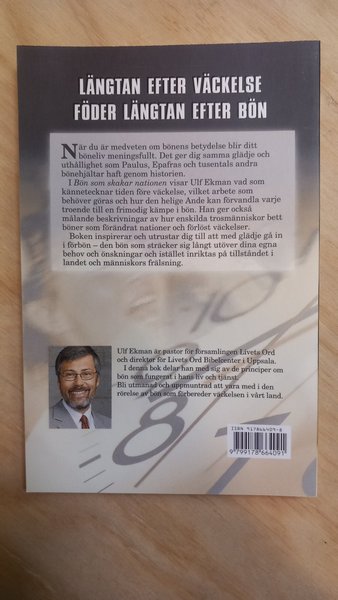 LÄNGTAN EFTER VÄCKELSE
FÖDER LÄNGTAN EFTER BÖN
När du är medveten om bönens betydelse blir ditt
böneliv meningsfullt. Det ger dig samma glädje och
uthållighet som Paulus, Epafras och tusentals andra
bönehjältar haft genom historien.
I Bön som skakar nationen visar Ulf Ekman vad som
kännetecknar tiden före väckelse, vilket arbete som
behöver göras och hur den helige Ande kan förvandla varje
troende till en frimodig kämpe i bön. Han ger också
målande beskrivningar av hur enskilda trosmänniskor bett
böner som förändrat nationer och förlöst väckelser.
Boken inspirerar och utrustar dig till att med glädje gå in
i förbön – den bön som sträcker sig långt utöver dina egna
behov och önskningar och istället inriktas på tillståndet i
landet och människors frälsning.
Ulf Ekman är pastor för församlingen Livets Ord
och direktor för Livets Ord Bibelcenter i Uppsala.
I denna bok delar han med sig av de principer om
bön som fungerat i hans liv och tjänst.
Bli utmanad och uppmuntrad att vara med i den
rörelse av bön som förbereder väckelsen i vårt land.
ISBN 917866409-8
9799178664091